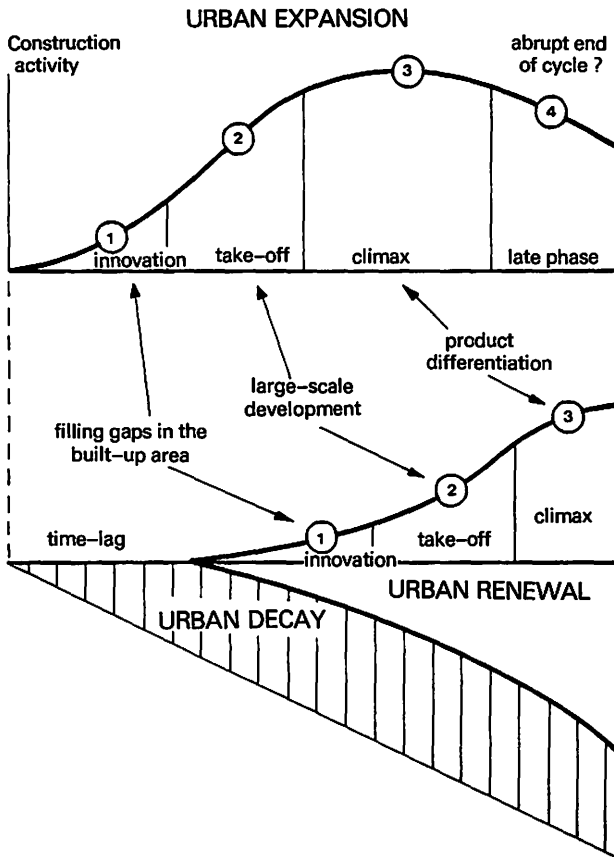 URBAN EXPANSION
Construction
activity
abrupt end
of cycle ?
3
2
4
1
innovation
take-off
climax
late phase
product
differentiation
large-scale
development
filling gaps in the
built-up area
3
2
1
climax
time-lag
take-off
innovation
URBAN RENEWAL
URBAN DECAY